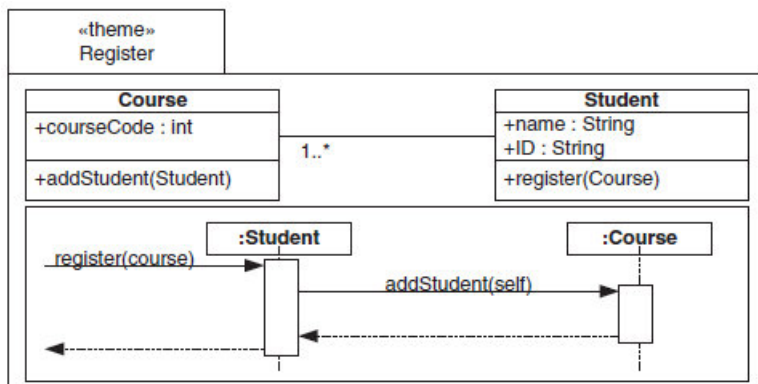 «theme»
Register
Course
+courseCode : int
+addStudent(Student)
1..*
Student
+name : String
+ID : String
+register(Course)
:Student
:Course
register(course)
addStudent(self)